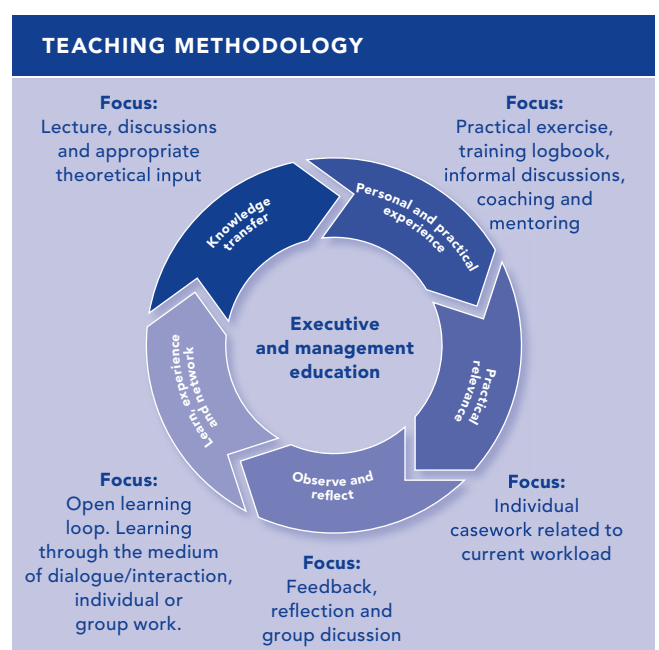 TEACHING METHODOLOGY
Focus:
Lecture, discussions
and appropriate
theoretical input
Focus:
Practical exercise,
training logbook,
informal discussions,
coaching and
mentoring
Knowledge
transfer
Personal and practical
experience
Executive
and management
education
Practical
relevance
Learn, experience
and network
Observe and
reflect
Focus:
Open learning
loop. Learning
through the medium
of dialogue/interaction,
individual or
group work.
Focus:
Feedback,
reflection and
group dicussion
Focus:
Individual
casework related to
current workload